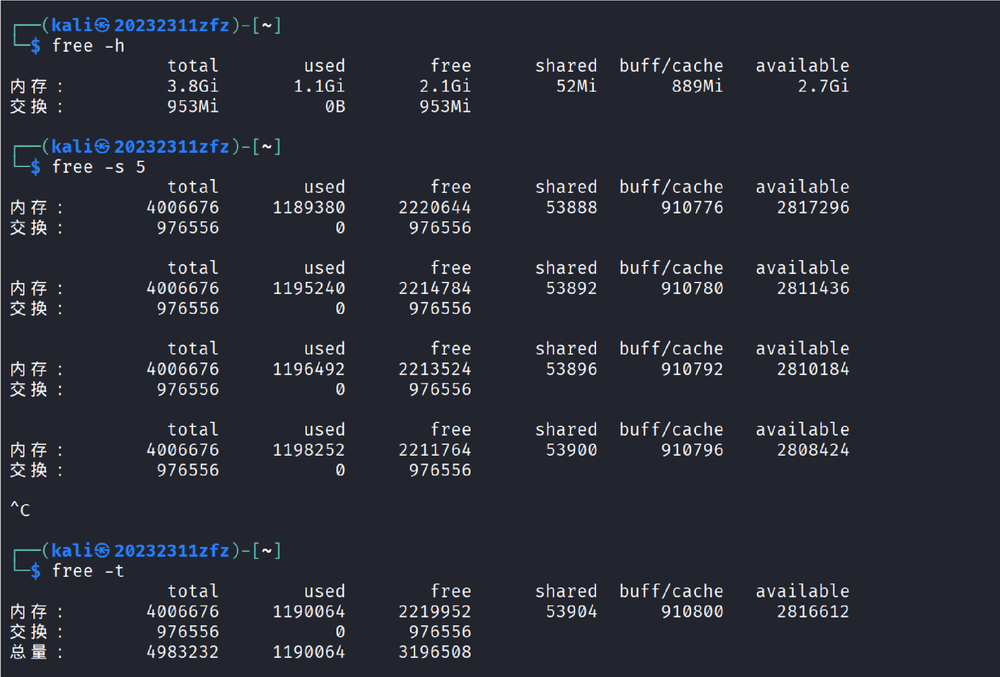 ┌──(kali㉿20232311zfz)-[~]
└─$ free -h
total used free shared buff/cache available
内存： 3.8Gi 1.1Gi 2.1Gi 52Mi 889Mi 2.7Gi
交换： 953Mi 0B 953Mi
┌──(kali㉿20232311zfz)-[~]
└─$ free -s 5
total used free shared buff/cache available
内存： 4006676 1189380 2220644 53888 910776 2817296
交换： 976556 0 976556
total used free shared buff/cache available
内存： 4006676 1195240 2214784 53892 910780 2811436
交换： 976556 0 976556
total used free shared buff/cache available
内存： 4006676 1196492 2213524 53896 910792 2810184
交换： 976556 0 976556
total used free shared buff/cache available
内存： 4006676 1198252 2211764 53900 910796 2808424
交换： 976556 0 976556
^C
┌──(kali㉿20232311zfz)-[~]
└─$ free -t
total used free shared buff/cache available
内存： 4006676 1190064 2219952 53904 910800 2816612
交换： 976556 0 976556
总量： 4983232 1190064 3196508